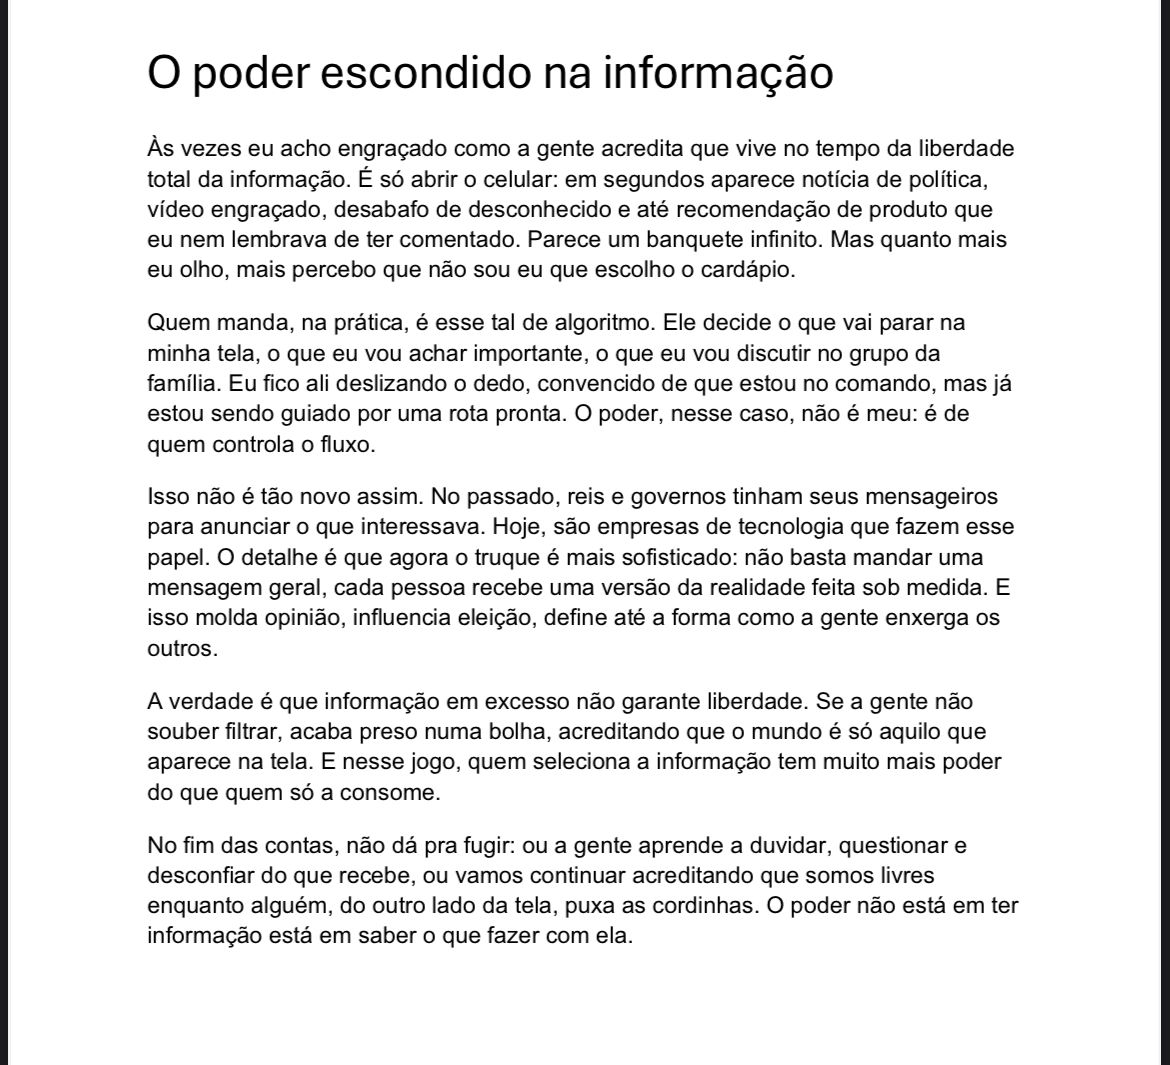 O poder escondido na informação
Às vezes eu acho engraçado como a gente acredita que vive no tempo da liberdade
total da informação. É só abrir o celular: em segundos aparece notícia de política,
vídeo engraçado, desabafo de desconhecido e até recomendação de produto que
eu nem lembrava de ter comentado. Parece um banquete infinito. Mas quanto mais
eu olho, mais percebo que não sou eu que escolho o cardápio.
Quem manda, na prática, é esse tal de algoritmo. Ele decide o que vai parar na
minha tela, o que eu vou achar importante, o que eu vou discutir no grupo da
família. Eu fico ali deslizando o dedo, convencido de que estou no comando, mas já
estou sendo guiado por uma rota pronta. O poder, nesse caso, não é meu: é de
quem controla o fluxo.
Isso não é tão novo assim. No passado, reis e governos tinham seus mensageiros
para anunciar o que interessava. Hoje, são empresas de tecnologia que fazem esse
papel. O detalhe é que agora o truque é mais sofisticado: não basta mandar uma
mensagem geral, cada pessoa recebe uma versão da realidade feita sob medida. E
isso molda opinião, influencia eleição, define até a forma como a gente enxerga os
outros.
A verdade é que informação em excesso não garante liberdade. Se a gente não
souber filtrar, acaba preso numa bolha, acreditando que o mundo é só aquilo que
aparece na tela. E nesse jogo, quem seleciona a informação tem muito mais poder
do que quem só a consome.
No fim das contas, não dá pra fugir: ou a gente aprende a duvidar, questionar e
desconfiar do que recebe, ou vamos continuar acreditando que somos livres
enquanto alguém, do outro lado da tela, puxa as cordinhas. O poder não está em ter
informação está em saber o que fazer com ela.